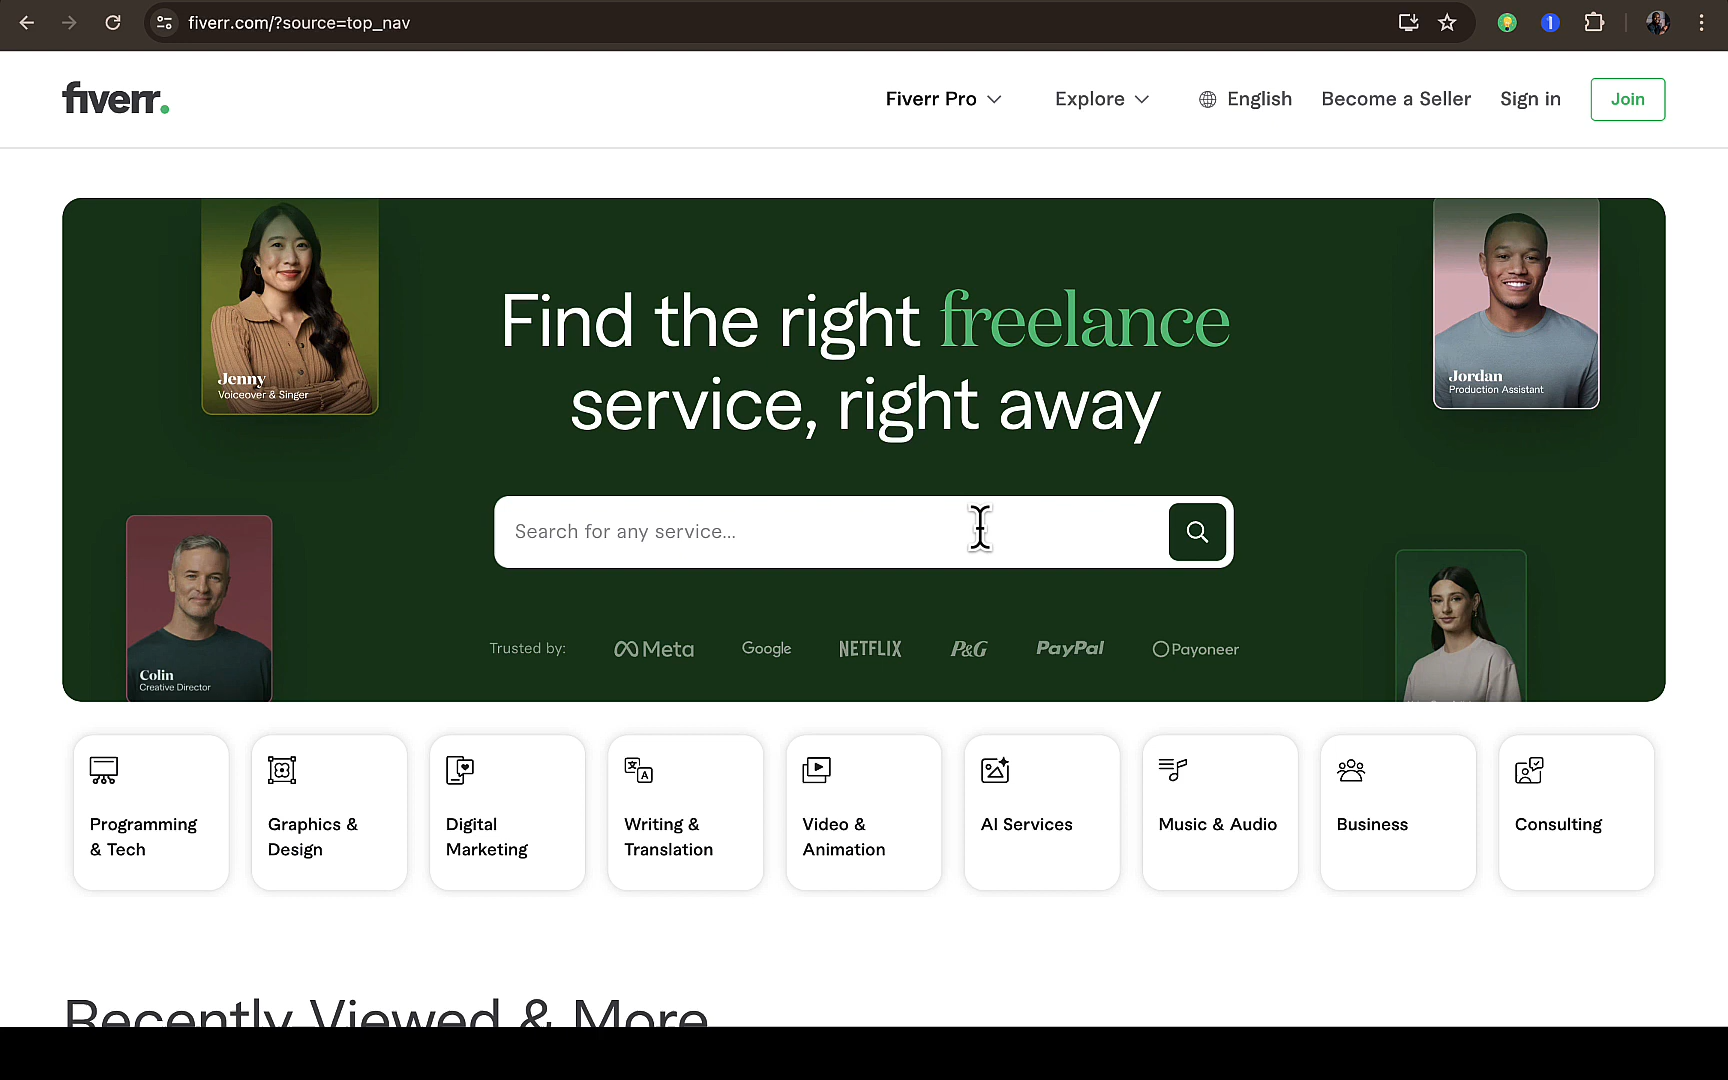 fiverr.com/?source=top_nav
fiverr.
Fiverr Pro
Explore
English
Become a Seller
Sign in
Join
Jenny
Voiceover & Singer
Jordan
Production Assistant
Find the right freelance
service, right away
Search for any service...
Colin
Creative Director
Trusted by:
Meta
Google
NETFLIX
P&G
PayPal
Payoneer
Programming
& Tech
Graphics &
Design
Digital
Marketing
Writing &
Translation
Video &
Animation
AI Services
Music & Audio
Business
Consulting
Recently Viewed & More